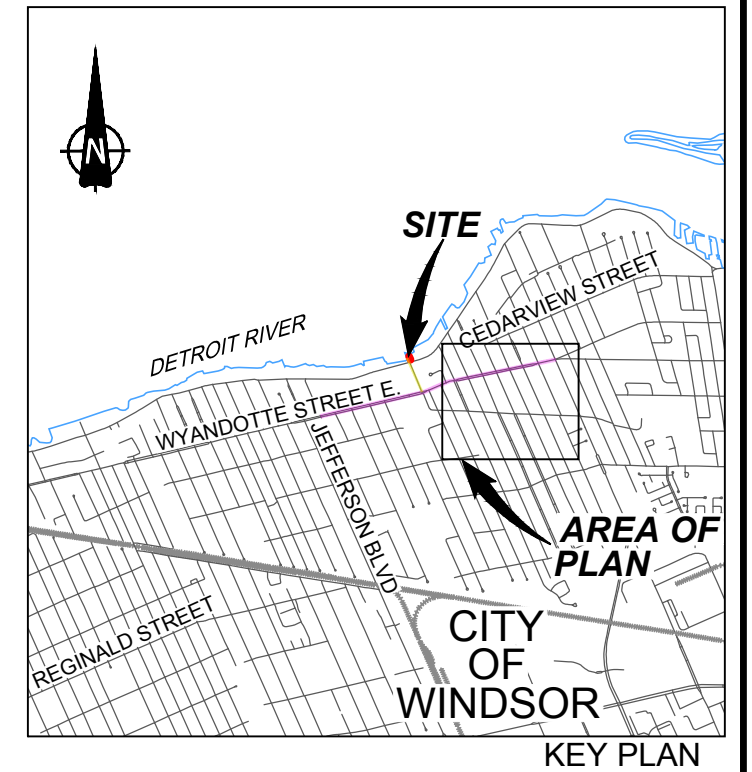 N
SITE
CEDARVIEW STREET
DETROIT RIVER
WYANDOTTE STREET E.
JEFFERSON BLVD
AREA OF
PLAN
REGINALD STREET
CITY
OF
WINDSOR
KEY PLAN